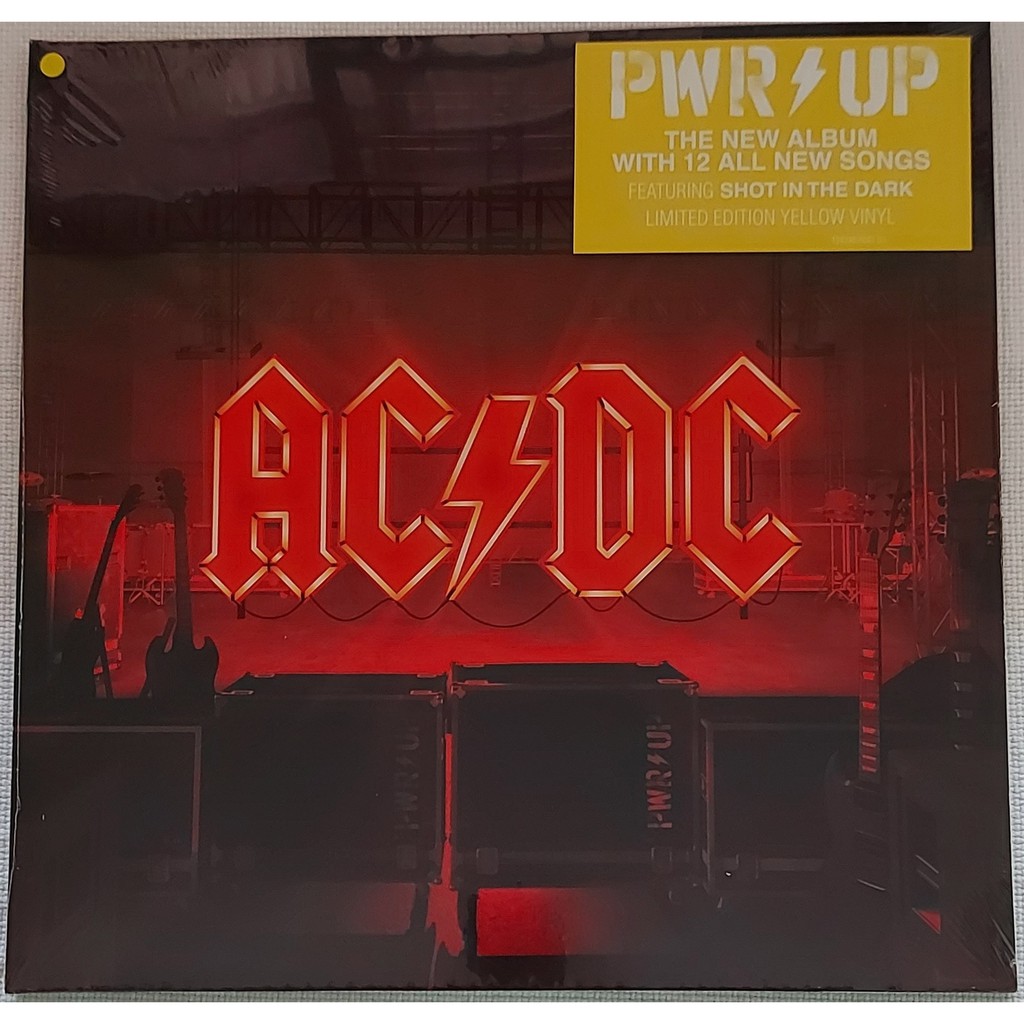 PWR⚡UP
THE NEW ALBUM
WITH 12 ALL NEW SONGS
FEATURING SHOT IN THE DARK
LIMITED EDITION YELLOW VINYL
AC⚡DC
PWR⚡UP
PWR⚡UP